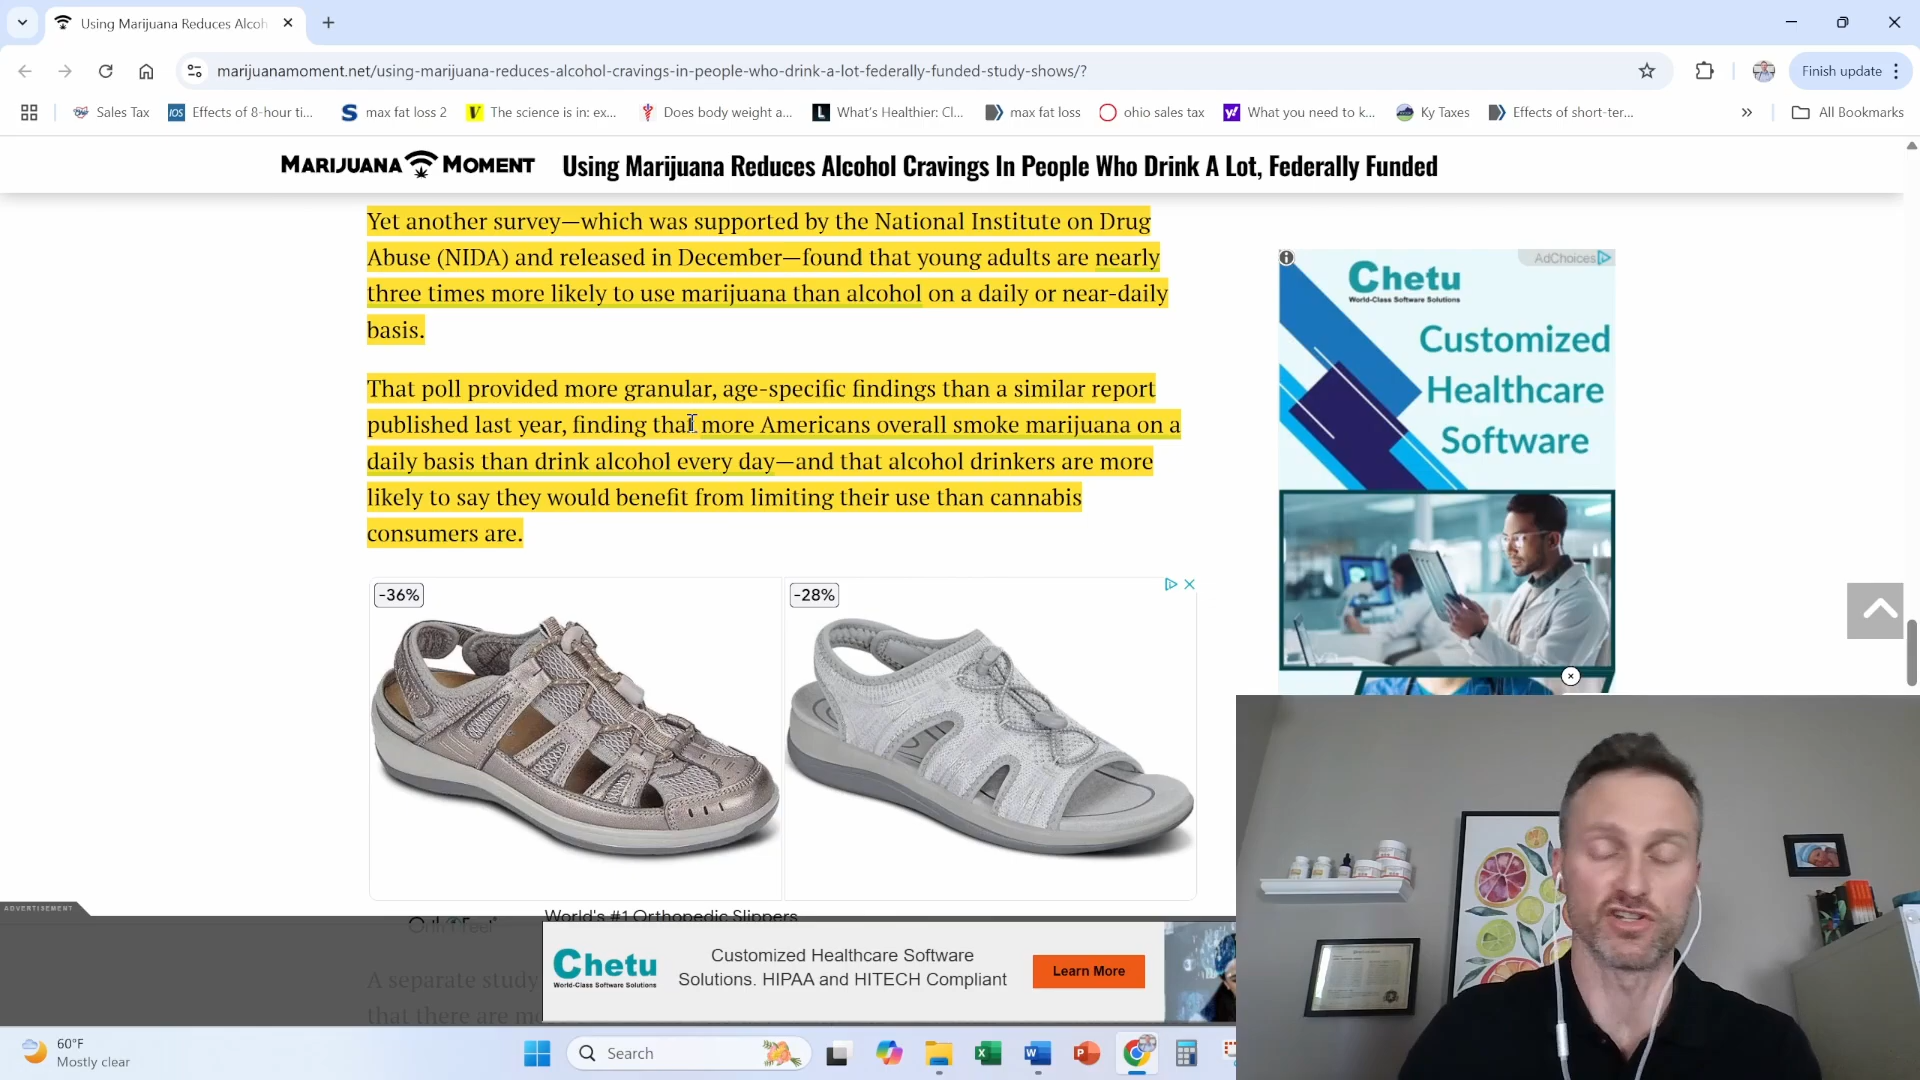 Using Marijuana Reduces Alcoh
marijuanamoment.net/using-marijuana-reduces-alcohol-cravings-in-people-who-drink-a-lot-federally-funded-study-shows/?
Finish update
Sales Tax
Effects of 8-hour ti...
max fat loss 2
The science is in: ex...
Does body weight a...
What's Healthier: Cl...
max fat loss
ohio sales tax
What you need to k...
Ky Taxes
Effects of short-ter...
All Bookmarks
MARIJUANA MOMENT
Using Marijuana Reduces Alcohol Cravings In People Who Drink A Lot, Federally Funded
Yet another survey—which was supported by the National Institute on Drug
Abuse (NIDA) and released in December—found that young adults are nearly
three times more likely to use marijuana than alcohol on a daily or near-daily
basis.
That poll provided more granular, age-specific findings than a similar report
published last year, finding that more Americans overall smoke marijuana on a
daily basis than drink alcohol every day—and that alcohol drinkers are more
likely to say they would benefit from limiting their use than cannabis
consumers are.
AdChoices
Chetu
World-Class Software Solutions
Customized
Healthcare
Software
-36%
-28%
ADVERTISEMENT
World's #1 Orthopedic Slippers
A separate study
that there are m
Chetu
World-Class Software Solutions
Customized Healthcare Software
Solutions. HIPAA and HITECH Compliant
Learn More
60°F
Mostly clear
Search